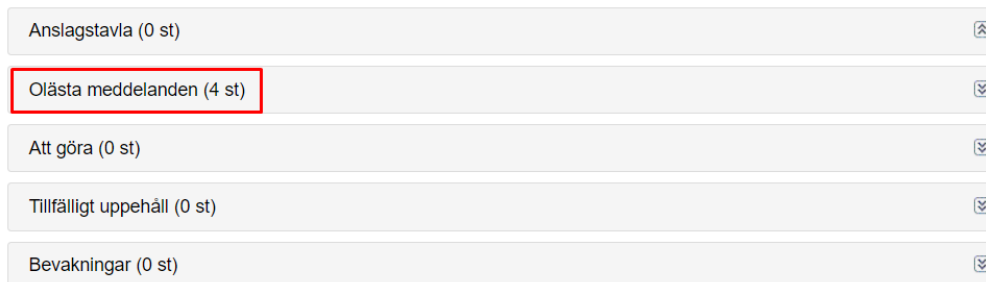 Anslagstavla (0 st)
Olästa meddelanden (4 st)
Att göra (0 st)
Tillfälligt uppehåll (0 st)
Bevakningar (0 st)